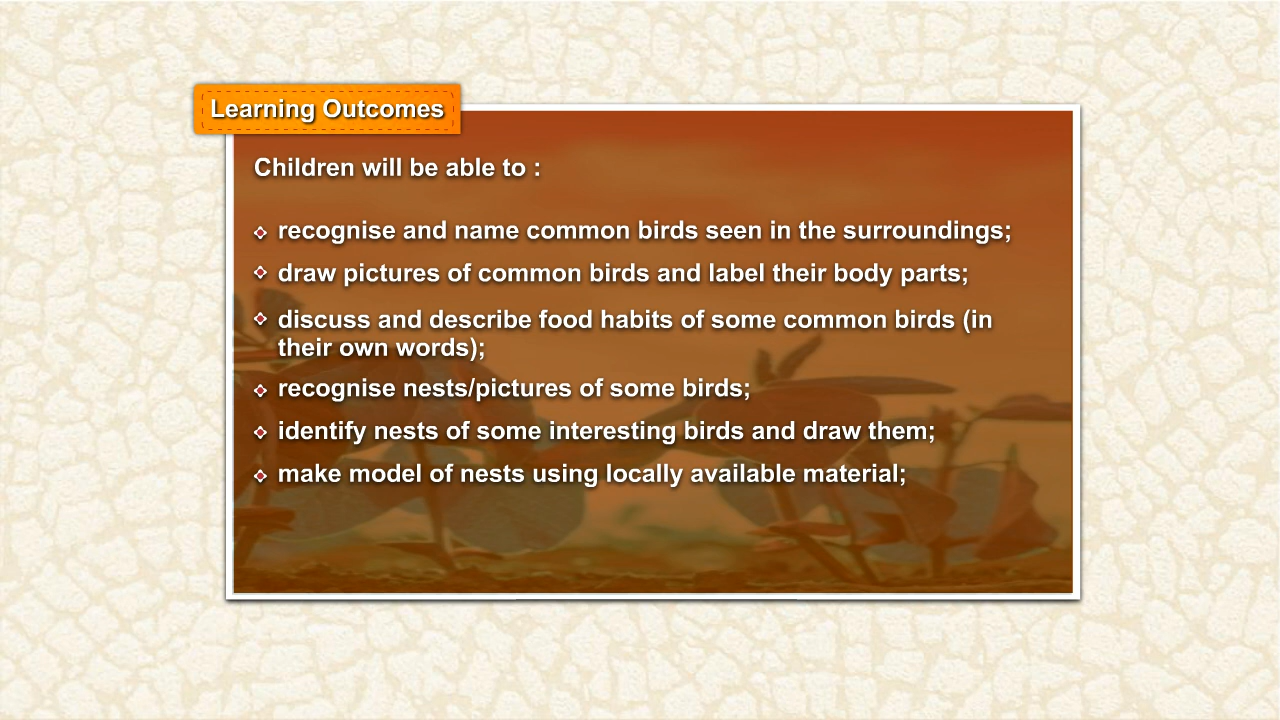 Learning Outcomes
Children will be able to :
recognise and name common birds seen in the surroundings;
draw pictures of common birds and label their body parts;
discuss and describe food habits of some common birds (in
their own words);
recognise nests/pictures of some birds;
identify nests of some interesting birds and draw them;
make model of nests using locally available material;